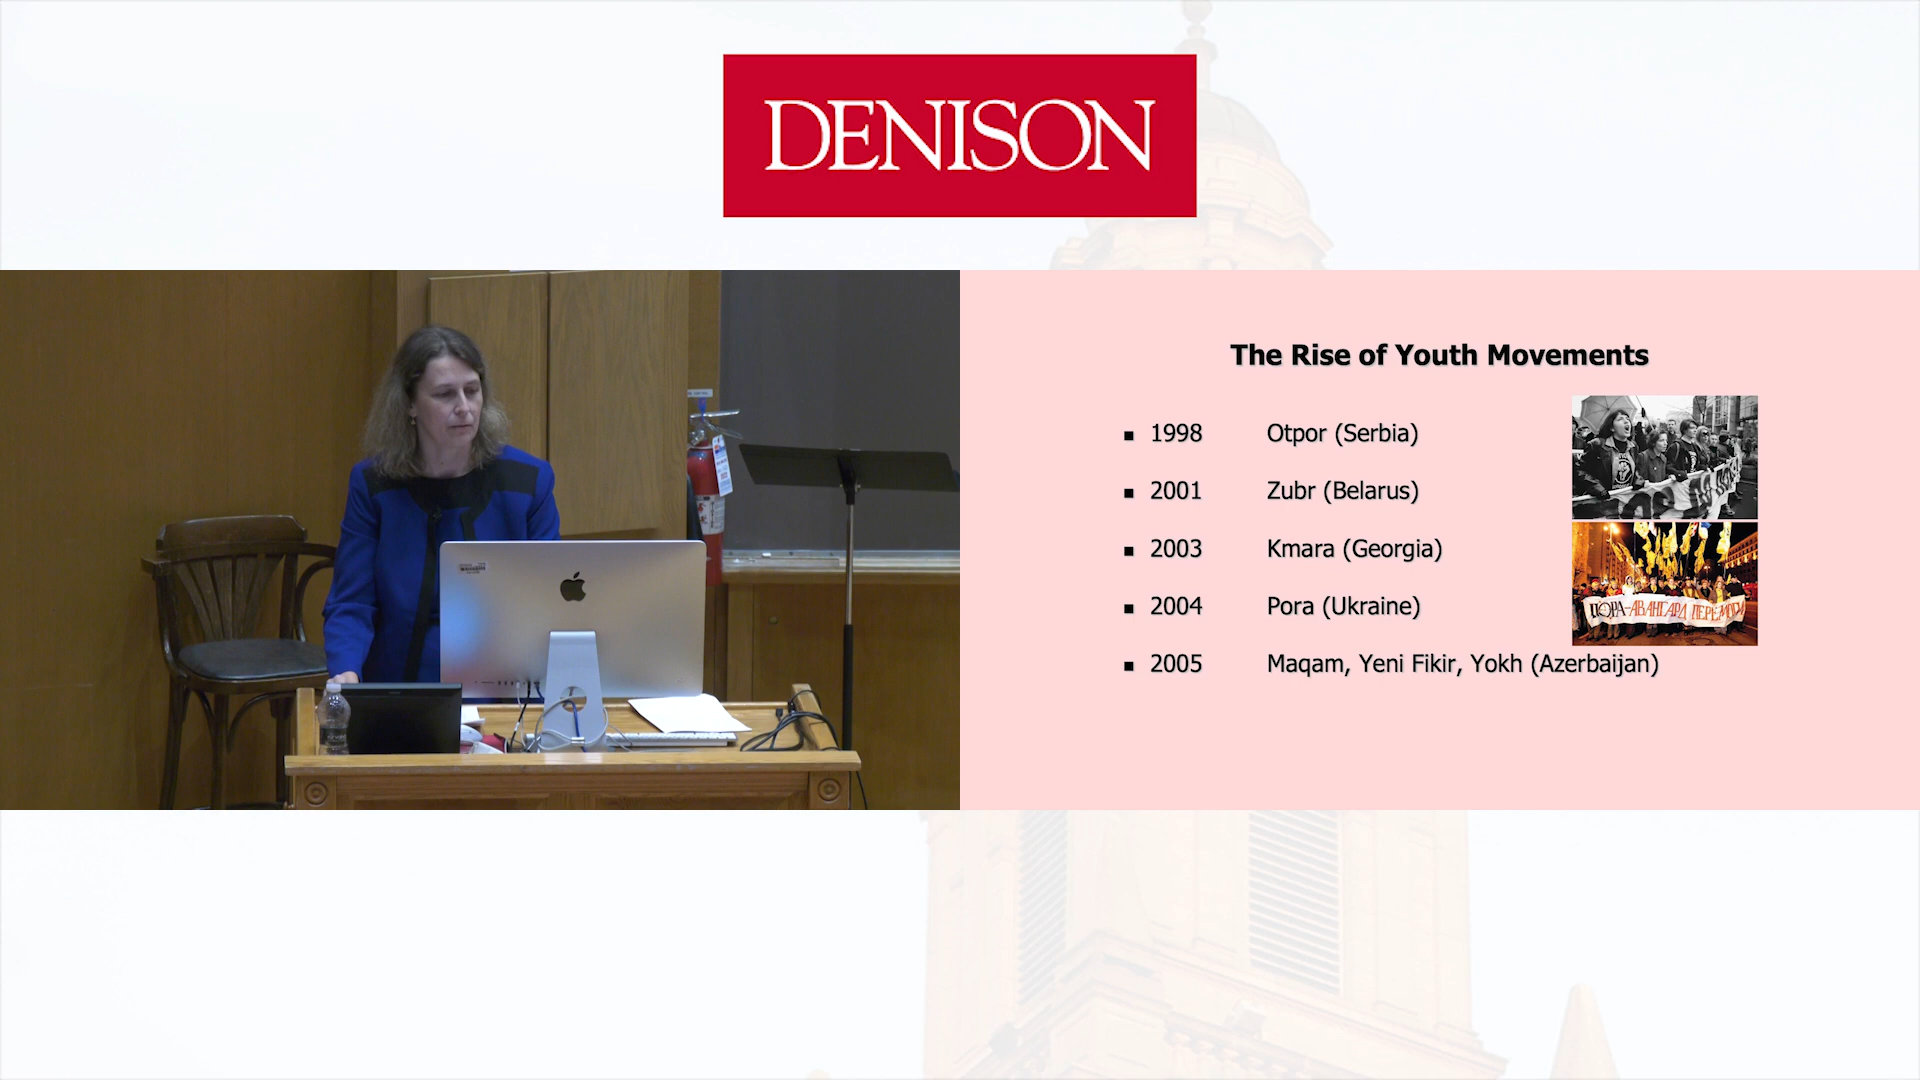 DENISON
The Rise of Youth Movements
▪ 1998 Otpor (Serbia)
▪ 2001 Zubr (Belarus)
▪ 2003 Kmara (Georgia)
▪ 2004 Pora (Ukraine)
▪ 2005 Maqam, Yeni Fikir, Yokh (Azerbaijan)
ПОРА-АВАНГАРД ПЕРЕМОГИ